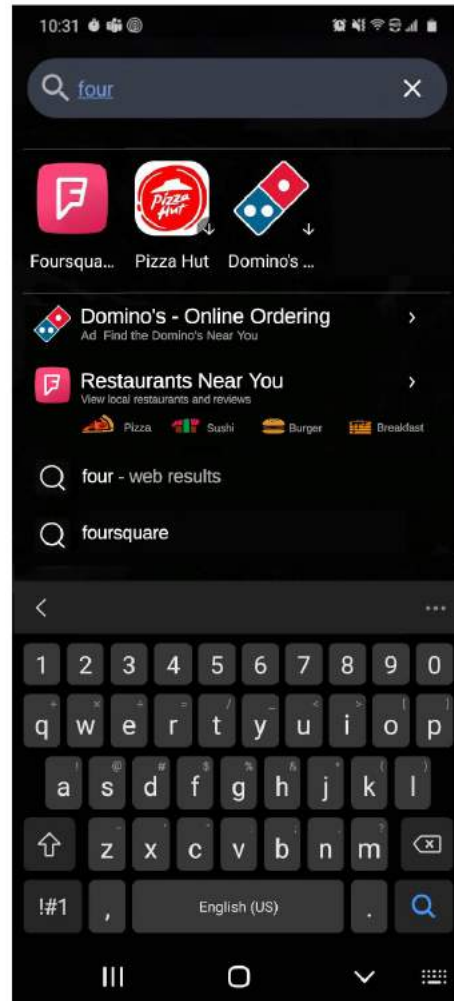 10:31
four
Pizza Hut
Foursqua... Pizza Hut Domino's ...
Domino's - Online Ordering
Ad Find the Domino's Near You
Restaurants Near You
View local restaurants and reviews
Pizza Sushi Burger Breakfast
four - web results
foursquare
1 2 3 4 5 6 7 8 9 0
+ × ÷ = / _ < > [ ]
q w e r t y u i o p
! @ # $ % & * ( )
a s d f g h j k l
z x c v b n m
!#1 , English (US) .